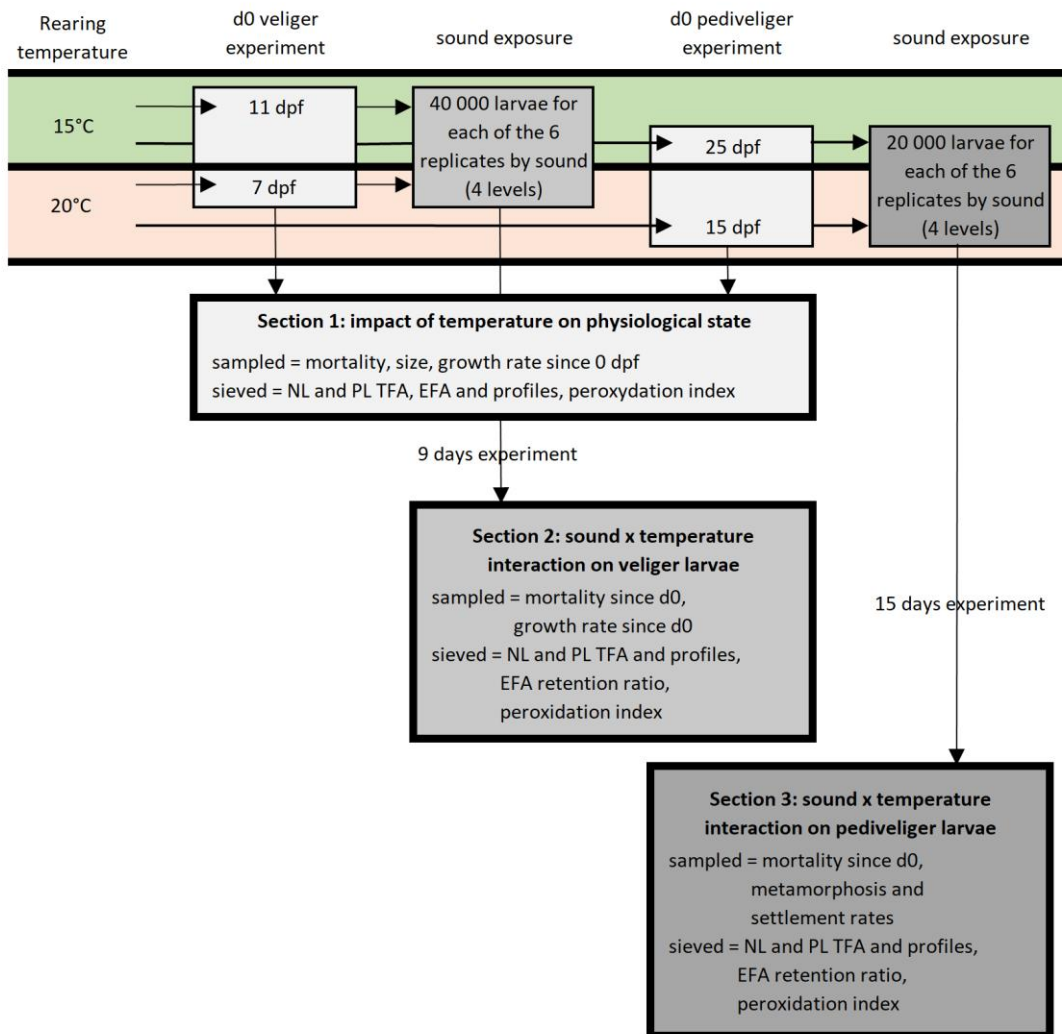 Rearing
temperature
d0 veliger
experiment
sound exposure
d0 pediveliger
experiment
sound exposure
15°C
11 dpf
40 000 larvae for
each of the 6
replicates by sound
(4 levels)
25 dpf
20 000 larvae for
each of the 6
replicates by sound
(4 levels)
20°C
7 dpf
15 dpf
Section 1: impact of temperature on physiological state
sampled = mortality, size, growth rate since 0 dpf
sieved = NL and PL TFA, EFA and profiles, peroxydation index
9 days experiment
Section 2: sound x temperature
interaction on veliger larvae
sampled = mortality since d0,
growth rate since d0
sieved = NL and PL TFA and profiles,
EFA retention ratio,
peroxidation index
15 days experiment
Section 3: sound x temperature
interaction on pediveliger larvae
sampled = mortality since d0,
metamorphosis and
settlement rates
sieved = NL and PL TFA and profiles,
EFA retention ratio,
peroxidation index